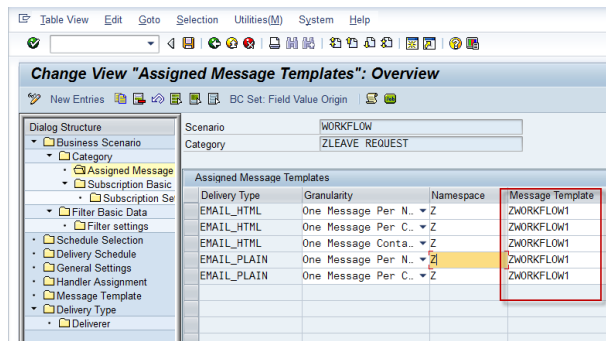 Table View Edit Goto Selection Utilities(M) System Help
Change View "Assigned Message Templates": Overview
New Entries BC Set: Field Value Origin
Dialog Structure
Business Scenario
Category
Assigned Message
Subscription Basic
Subscription Se
Filter Basic Data
Filter settings
Schedule Selection
Delivery Schedule
General Settings
Handler Assignment
Message Template
Delivery Type
Deliverer
Scenario WORKFLOW
Category ZLEAVE REQUEST
Assigned Message Templates
Delivery Type Granularity Namespace Message Template
EMAIL_HTML One Message Per N.. Z ZWORKFLOW1
EMAIL_HTML One Message Per C.. Z ZWORKFLOW1
EMAIL_HTML One Message Conta.. Z ZWORKFLOW1
EMAIL_PLAIN One Message Per N.. Z ZWORKFLOW1
EMAIL_PLAIN One Message Per C.. Z ZWORKFLOW1